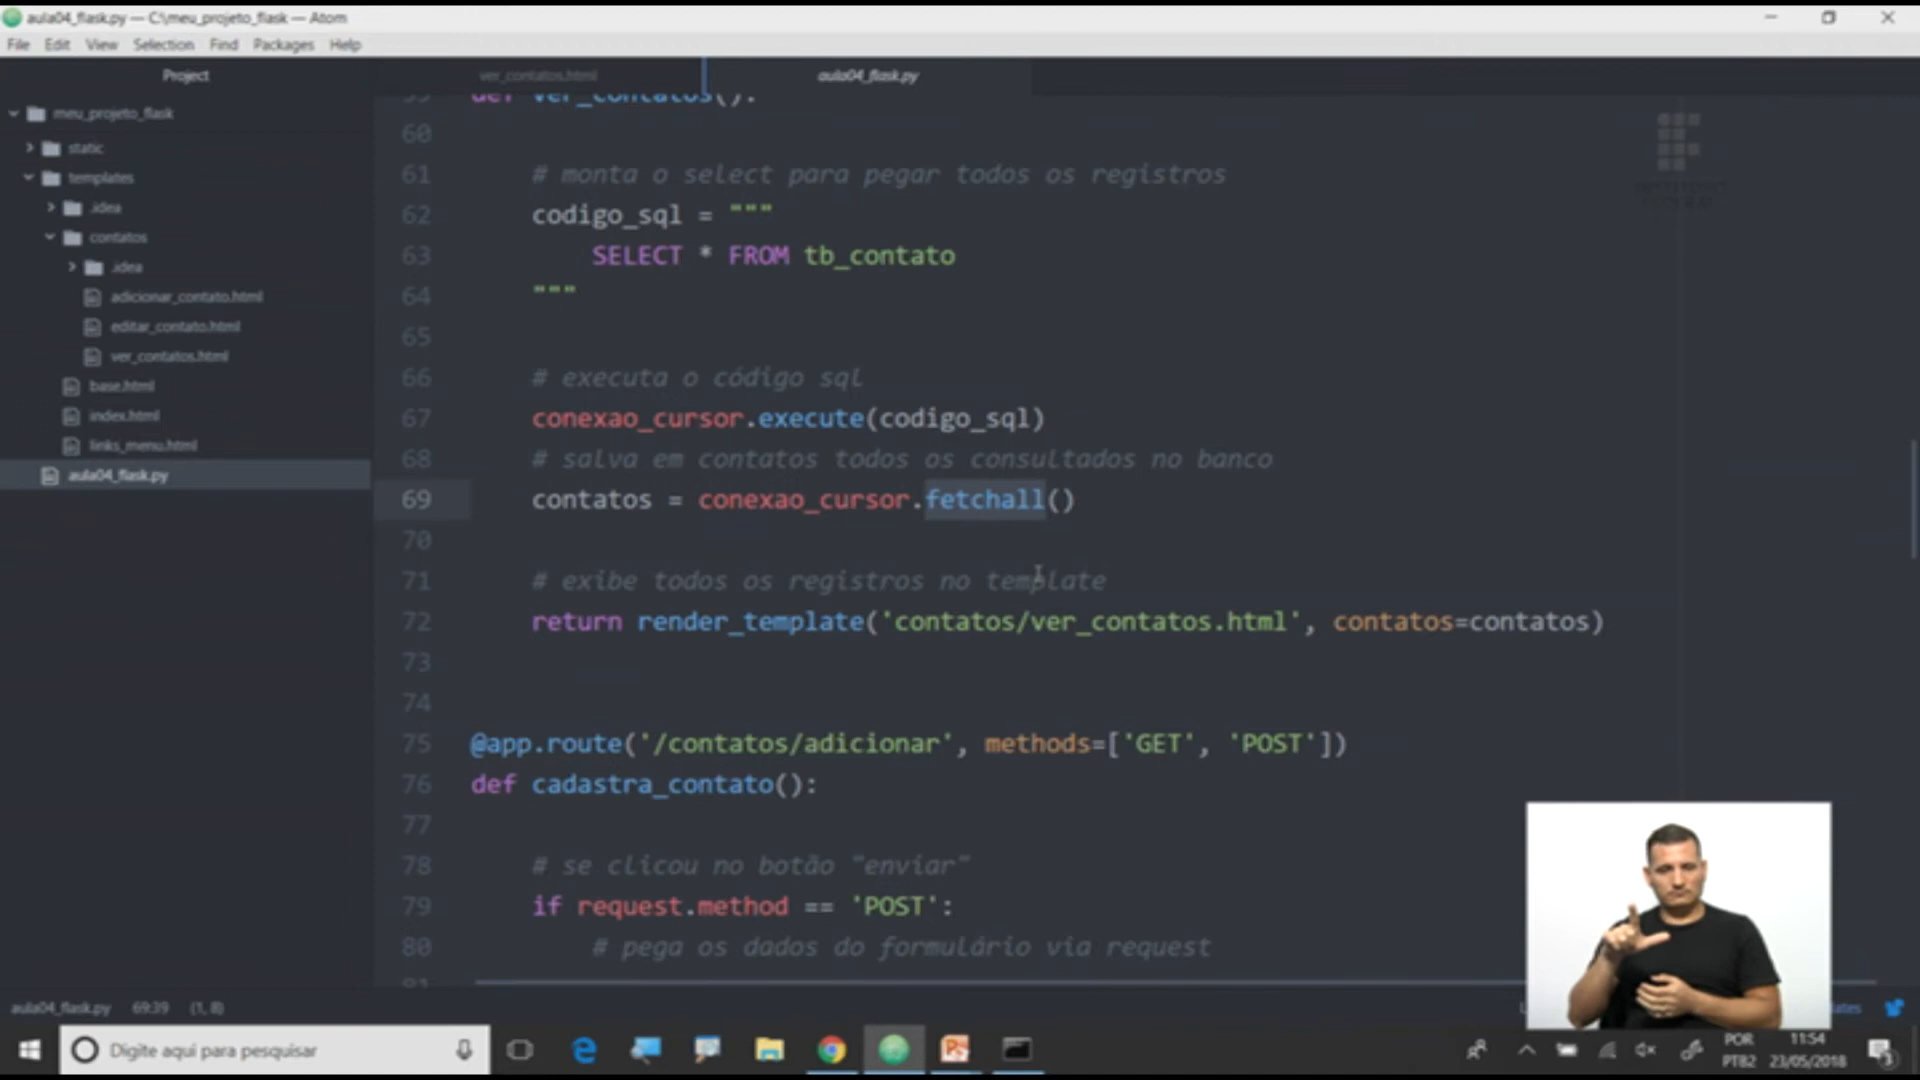 aula04_flask.py — C:\meu_projeto_flask — Atom
File Edit View Selection Find Packages Help
Project
ver_contatos.html
aula04_flask.py
meu_projeto_flask
static
templates
.idea
contatos
.idea
adicionar_contato.html
editar_contato.html
ver_contatos.html
base.html
index.html
links_menu.html
aula04_flask.py
59 def ver_contatos():
60
61 # monta o select para pegar todos os registros
62 codigo_sql = """
63 SELECT * FROM tb_contato
64 """
65
66 # executa o código sql
67 conexao_cursor.execute(codigo_sql)
68 # salva em contatos todos os consultados no banco
69 contatos = conexao_cursor.fetchall()
70
71 # exibe todos os registros no template
72 return render_template('contatos/ver_contatos.html', contatos=contatos)
73
74
75 @app.route('/contatos/adicionar', methods=['GET', 'POST'])
76 def cadastra_contato():
77
78 # se clicou no botão "enviar"
79 if request.method == 'POST':
80 # pega os dados do formulário via request
81
aula04_flask.py 69:39 (1, 8)
Digite aqui para pesquisar
POR
PTB2
11:54
23/05/2018